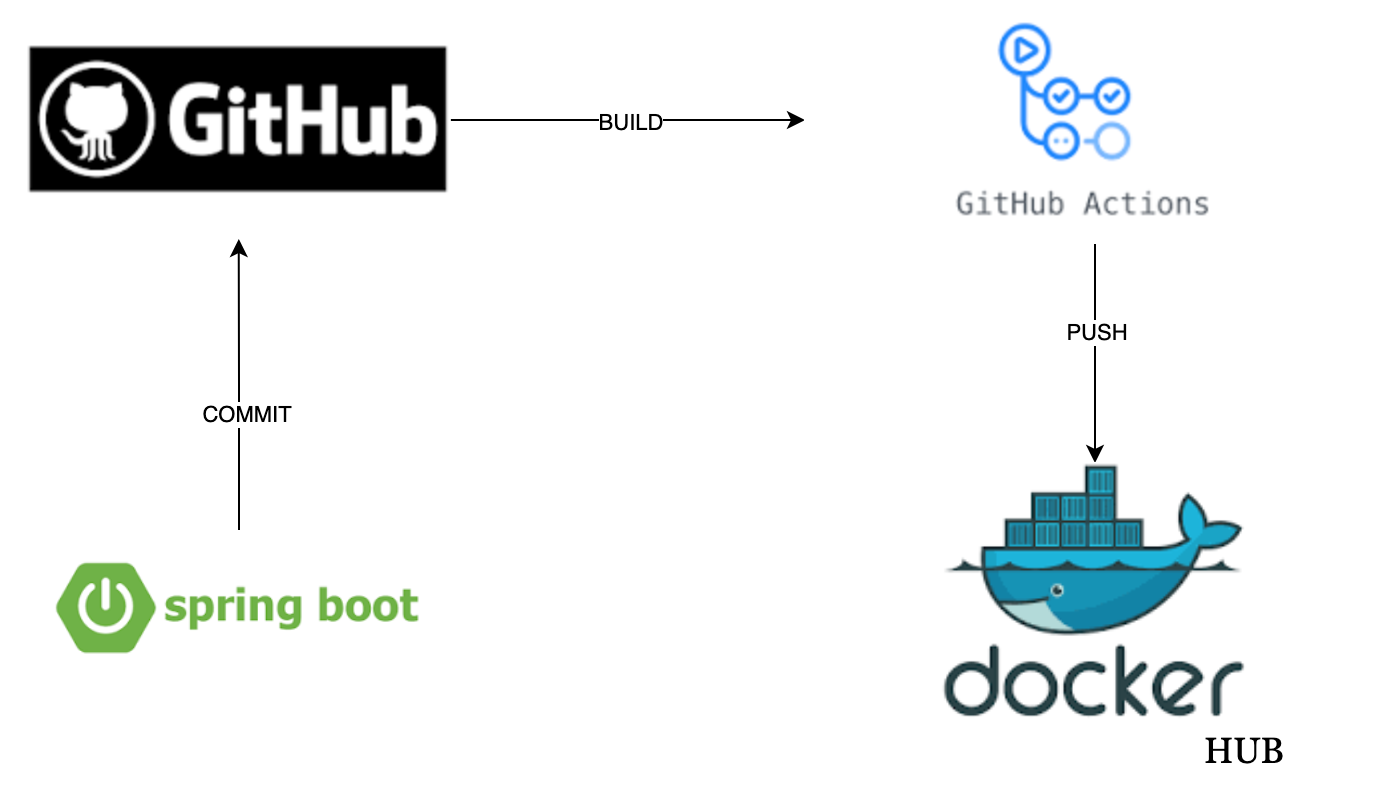 GitHub
BUILD
GitHub Actions
PUSH
COMMIT
spring boot
docker
HUB